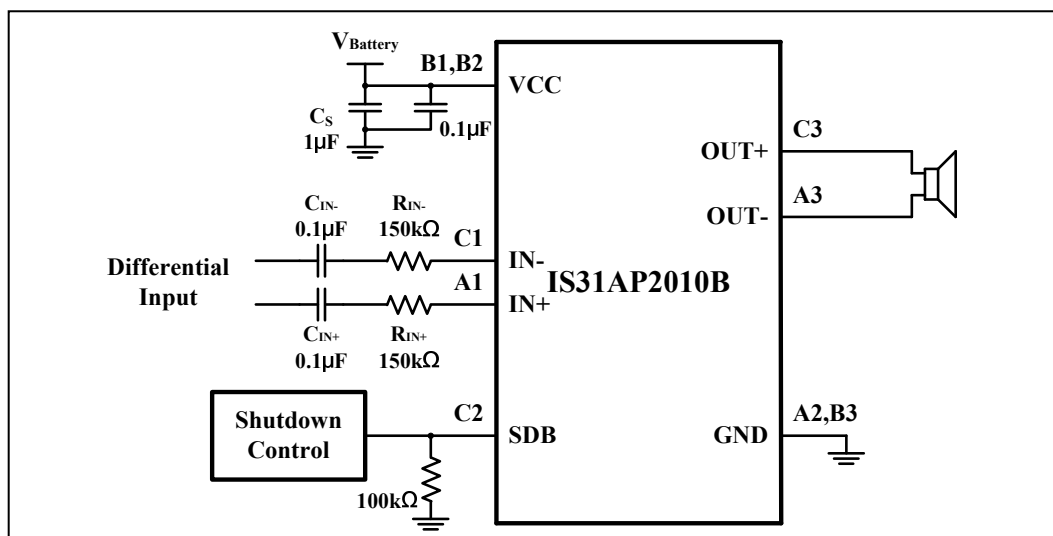 VBattery
B1,B2
VCC
CS
1µF
0.1µF
C3
OUT+
A3
OUT-
CIN-
0.1µF
RIN-
150kΩ
C1
IN-
Differential
Input
A1
IN+
IS31AP2010B
CIN+
0.1µF
RIN+
150kΩ
Shutdown
Control
C2
SDB
100kΩ
A2,B3
GND